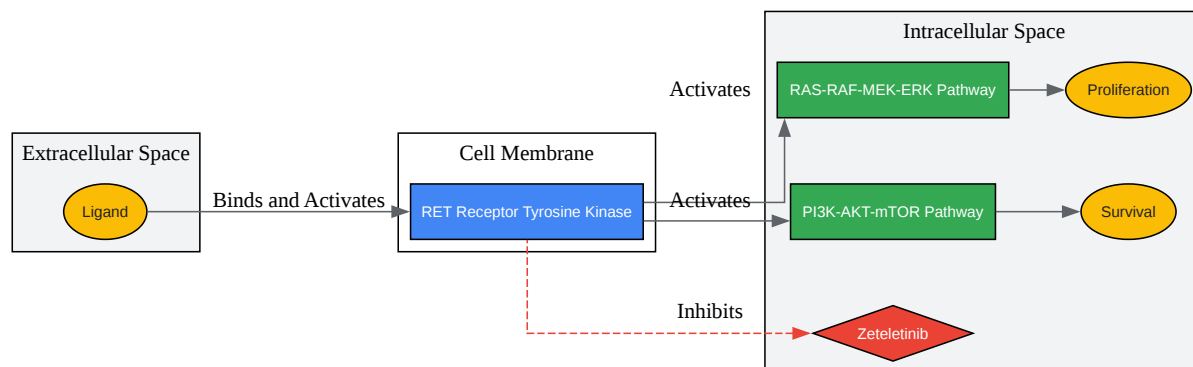 Intracellular Space
Activates
RAS-RAF-MEK-ERK Pathway
Proliferation
Extracellular Space
Cell Membrane
Ligand
Binds and Activates
RET Receptor Tyrosine Kinase
Activates
PI3K-AKT-mTOR Pathway
Survival
Inhibits
Zeteletinib